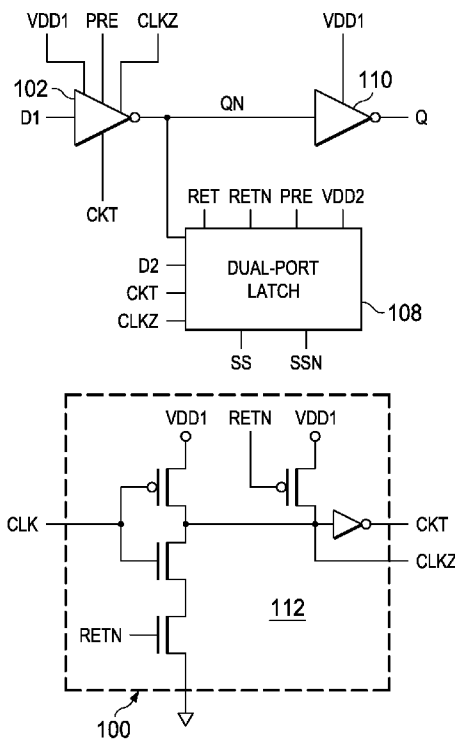 VDD1 PRE CLKZ VDD1
102 110
D1 QN Q
CKT
RET RETN PRE VDD2
D2
CKT
CLKZ
DUAL-PORT
LATCH
108
SS SSN
VDD1 RETN VDD1
CLK CKT
CLKZ
112
RETN
100